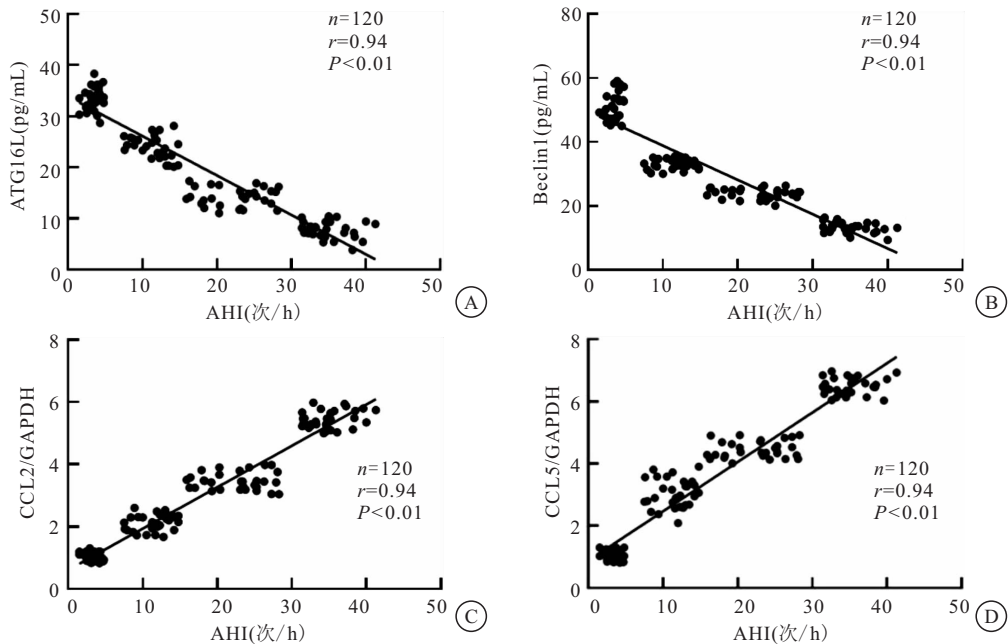 50
40
30
20
10
0
ATG16L(pg/mL)
n=120
r=0.94
P<0.01
0 10 20 30 40 50
AHI(次/h)
A
80
60
40
20
0
Beclin1(pg/mL)
n=120
r=0.94
P<0.01
0 10 20 30 40 50
AHI(次/h)
B
8
6
4
2
0
CCL2/GAPDH
n=120
r=0.94
P<0.01
0 10 20 30 40 50
AHI(次/h)
C
8
6
4
2
0
CCL5/GAPDH
n=120
r=0.94
P<0.01
0 10 20 30 40 50
AHI(次/h)
D